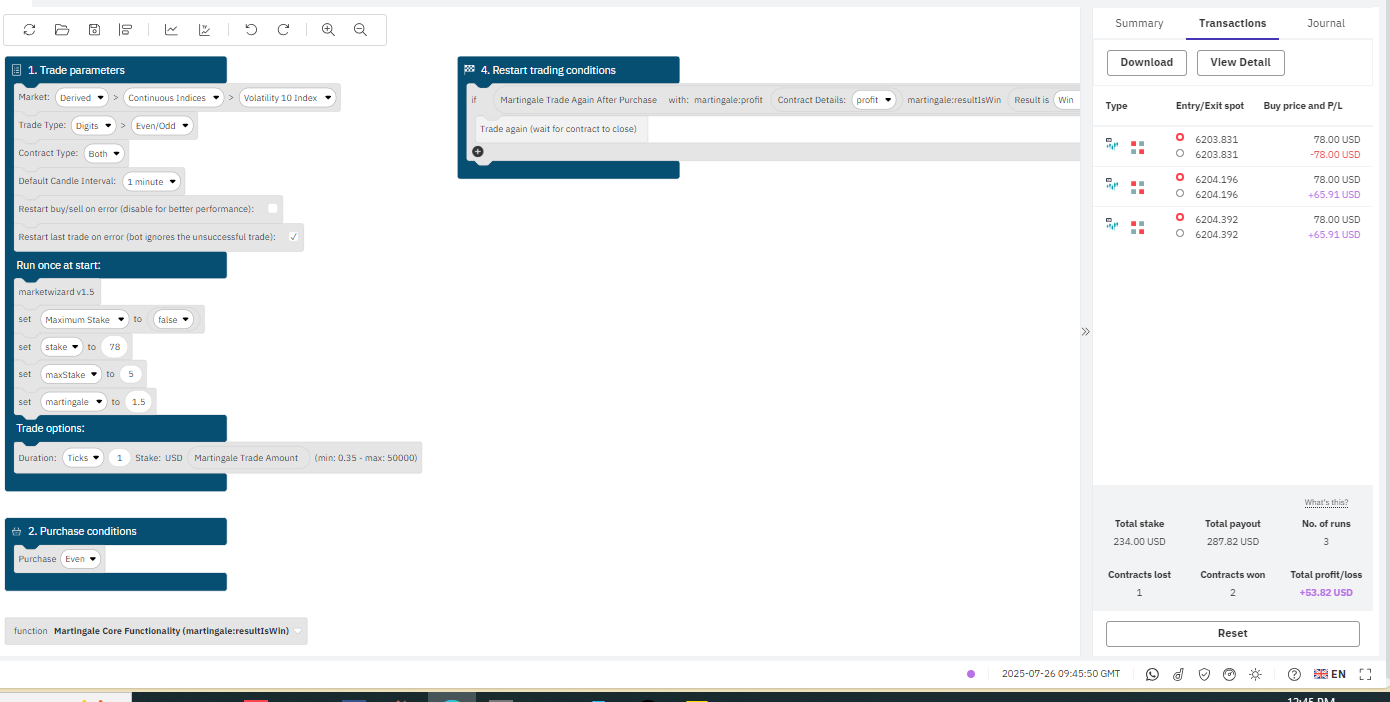 1. Trade parameters
Market: Derived > Continuous Indices > Volatility 10 Index
Trade Type: Digits > Even/Odd
Contract Type: Both
Default Candle Interval: 1 minute
Restart buy/sell on error (disable for better performance):
Restart last trade on error (bot ignores the unsuccessful trade):
Run once at start:
marketwizard v1.5
set Maximum Stake to false
set stake to 78
set maxStake to 5
set martingale to 1.5
Trade options:
Duration: Ticks 1 Stake: USD Martingale Trade Amount (min: 0.35 - max: 50000)
2. Purchase conditions
Purchase Even
function Martingale Core Functionality (martingale:resultIsWin)
4. Restart trading conditions
if Martingale Trade Again After Purchase with: martingale:profit Contract Details: profit martingale:resultIsWin Result is Win
Trade again (wait for contract to close)
Summary Transactions Journal
Download View Detail
Type Entry/Exit spot Buy price and P/L
6203.831 78.00 USD
6203.831 -78.00 USD
6204.196 78.00 USD
6204.196 +65.91 USD
6204.392 78.00 USD
6204.392 +65.91 USD
What's this?
Total stake Total payout No. of runs
234.00 USD 287.82 USD 3
Contracts lost Contracts won Total profit/loss
1 2 +53.82 USD
Reset
2025-07-26 09:45:50 GMT EN
12:45 PM